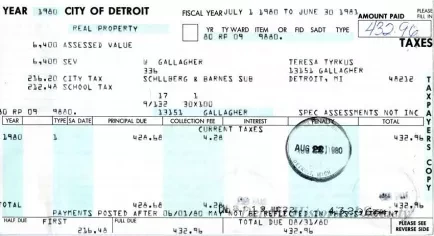 YEAR 1980 CITY OF DETROIT FISCAL YEAR JULY 1 1980 TO JUNE 30 1981 AMOUNT PAID PLEASE FILL IN
REAL PROPERTY YR TY WARD ITEM OR FID SADT TYPE 432.96
80 RP 09 9880. TAXES
6,400 ASSESSED VALUE
6,400 SEV W GALLAGHER TERESA TYRKUS
336 13151 GALLAGHER
216.20 CITY TAX SCHLLBERG & BARNES SUB DETROIT, MI 48212
212.48 SCHOOL TAX
17 1
9/132 30X100
80 RP 09 9880. 13151 GALLAGHER SPEC ASSESSMENTS NOT INC
TAXPAYERS COPY
YEAR TYPE SA DATE PRINCIPAL DUE COLLECTION FEE INTEREST PENALTY TOTAL
CURRENT TAXES
1980 1 428.68 4.28 432.96
AUG 1980
TOTAL 428.68 4.28 432.96
PAYMENTS POSTED AFTER 06/01/80 MAY NOT BE REFLECTED IN
HALF DUE FIRST FULL DUE TOTAL DUE 08/31/80 PLEASE SEE
216.48 432.96 432.96 REVERSE SIDE